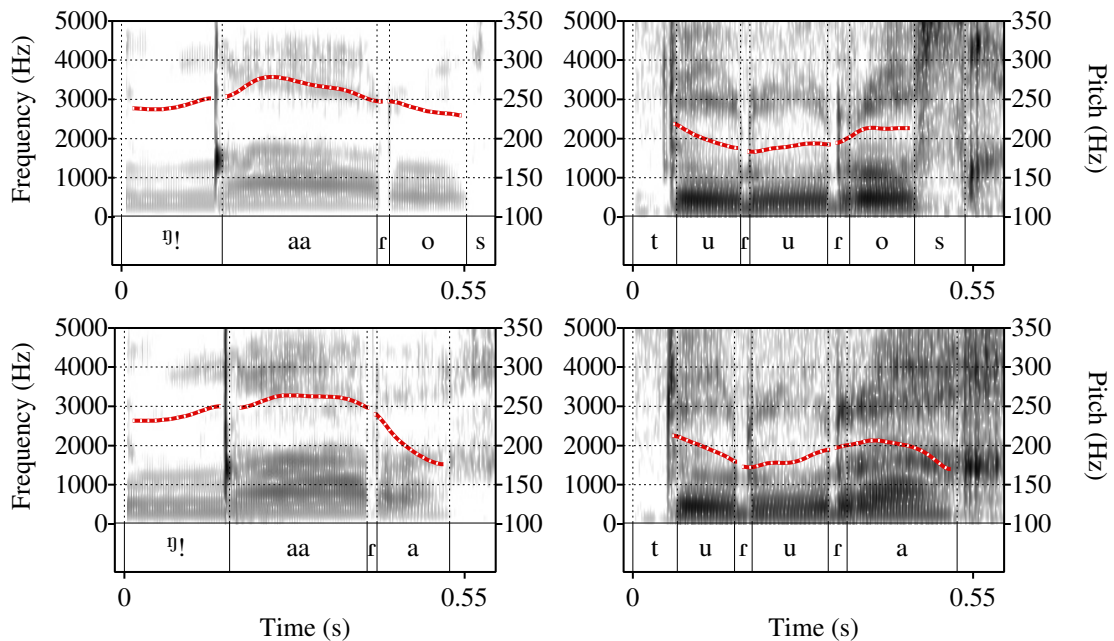 5000 350 5000 350
4000 300 4000 300
3000 250 3000 250
2000 200 2000 200
1000 150 1000 150
0 100 0 100
Frequency (Hz) Pitch (Hz)
ᵑ! aa ɾ o s t u ɾ u ɾ o s
0 0.55 0 0.55
5000 350 5000 350
4000 300 4000 300
3000 250 3000 250
2000 200 2000 200
1000 150 1000 150
0 100 0 100
Frequency (Hz) Pitch (Hz)
ᵑ! aa ɾ a t u ɾ u ɾ a
0 0.55 0 0.55
Time (s) Time (s)